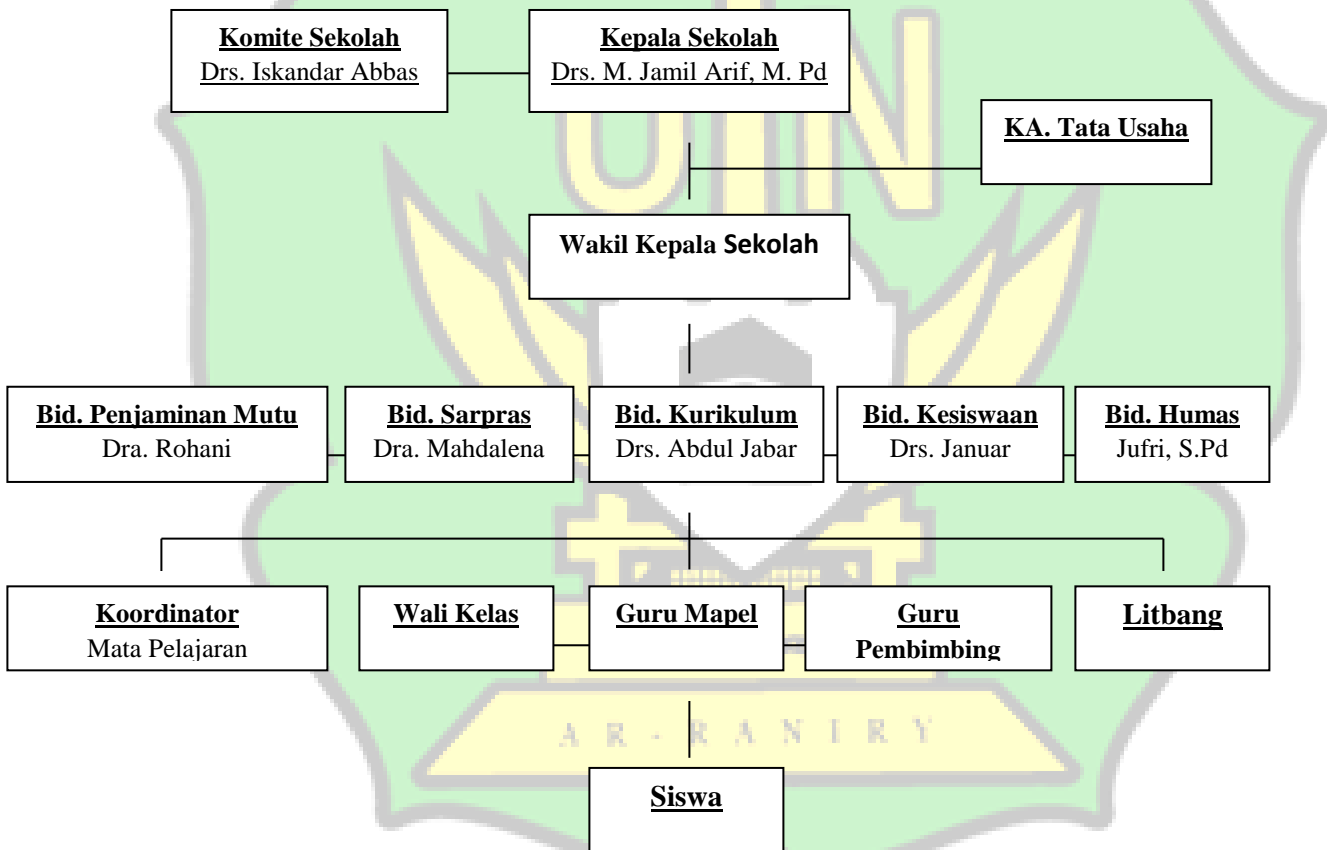 Komite Sekolah
Drs. Iskandar Abbas
Kepala Sekolah
Drs. M. Jamil Arif, M. Pd
UIN
KA. Tata Usaha
Wakil Kepala Sekolah
Bid. Penjaminan Mutu
Dra. Rohani
Bid. Sarpras
Dra. Mahdalena
Bid. Kurikulum
Drs. Abdul Jabar
Bid. Kesiswaan
Drs. Januar
Bid. Humas
Jufri, S.Pd
Koordinator
Mata Pelajaran
Wali Kelas
Guru Mapel
Guru
Pembimbing
Litbang
AR-RANIRY
Siswa